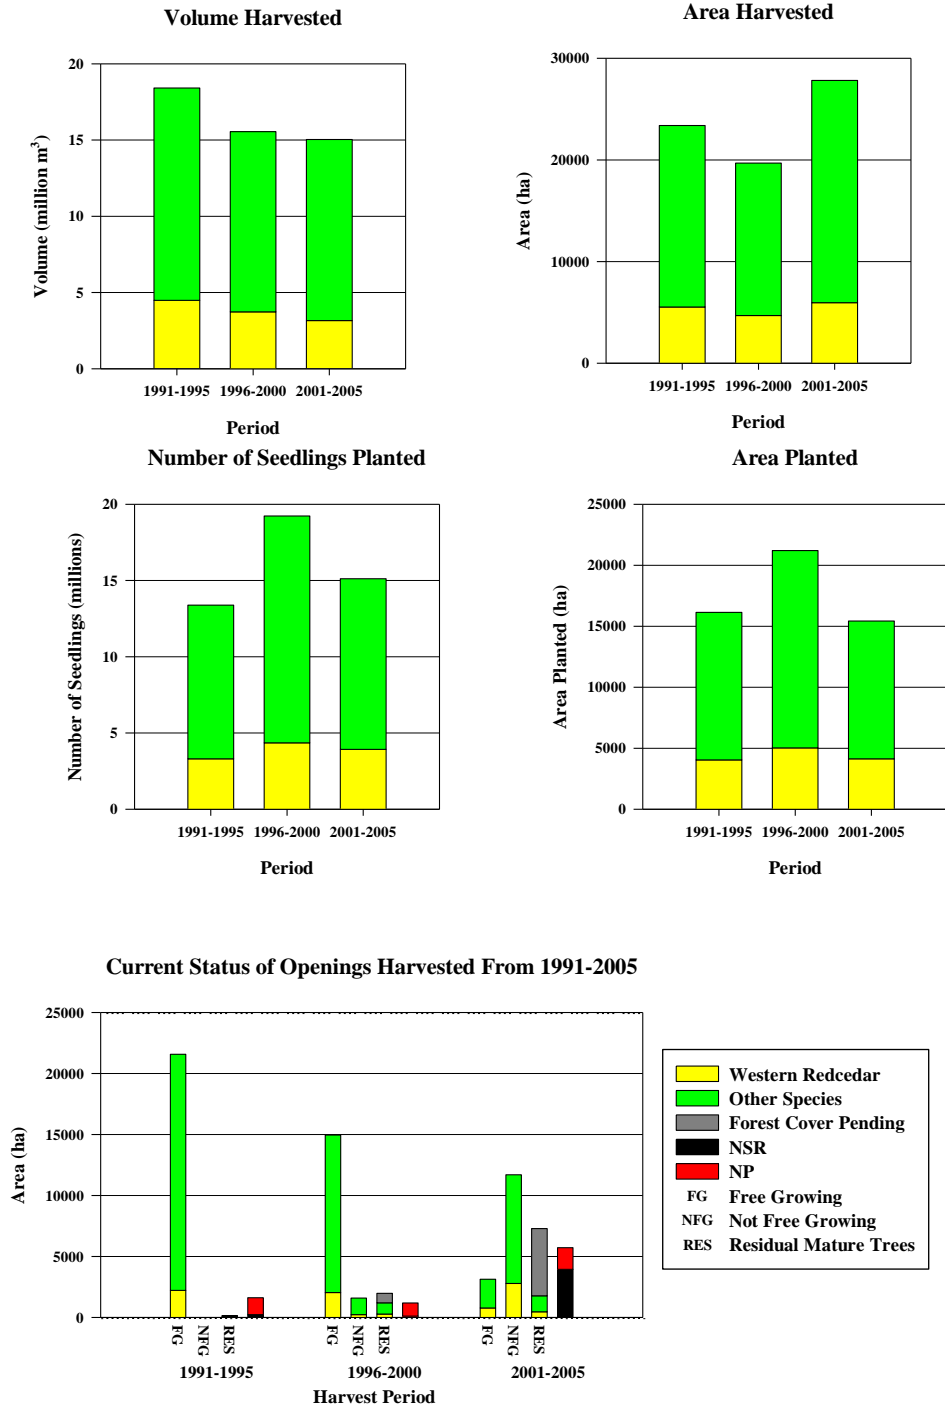 Volume Harvested
20
15
10
5
0
Volume (million m³)
1991-1995 1996-2000 2001-2005
Period
Area Harvested
30000
20000
10000
0
Area (ha)
1991-1995 1996-2000 2001-2005
Period
Number of Seedlings Planted
20
15
10
5
0
Number of Seedlings (millions)
1991-1995 1996-2000 2001-2005
Period
Area Planted
25000
20000
15000
10000
5000
0
Area Planted (ha)
1991-1995 1996-2000 2001-2005
Period
Current Status of Openings Harvested From 1991-2005
25000
20000
15000
10000
5000
0
Area (ha)
FG NFG RES FG NFG RES FG NFG RES
1991-1995 1996-2000 2001-2005
Harvest Period
Western Redcedar
Other Species
Forest Cover Pending
NSR
NP
FG Free Growing
NFG Not Free Growing
RES Residual Mature Trees